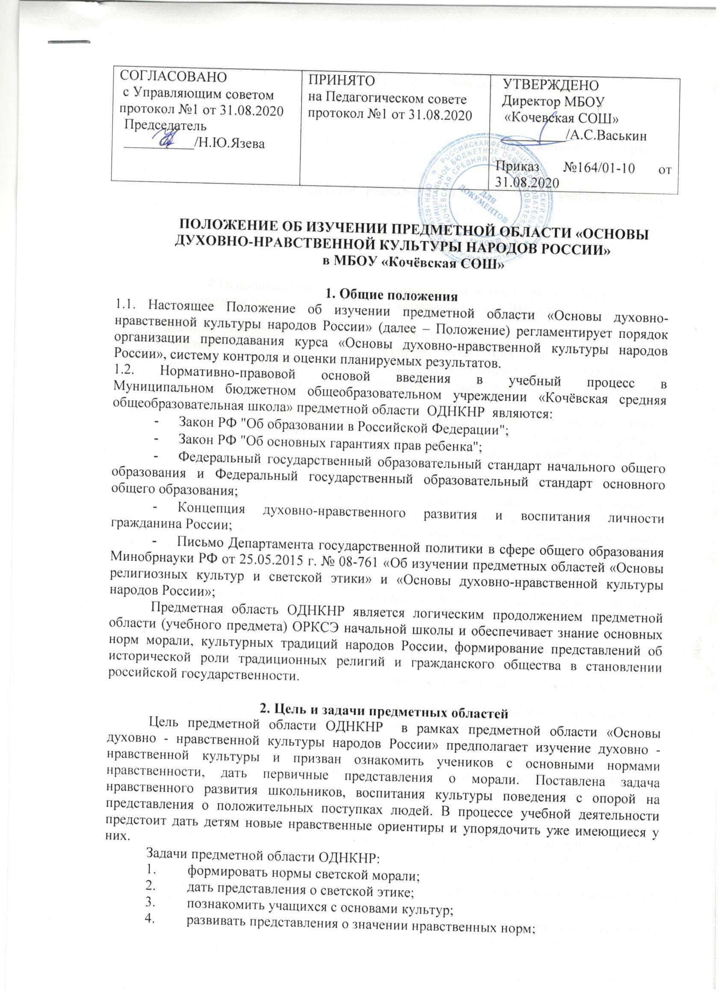 СОГЛАСОВАНО
с Управляющим советом
протокол №1 от 31.08.2020
Председатель
____________/Н.Ю.Язева
ПРИНЯТО
на Педагогическом совете
протокол №1 от 31.08.2020
УТВЕРЖДЕНО
Директор МБОУ
«Кочевская СОШ»
___________/А.С.Васькин
Приказ №164/01-10 от
31.08.2020
ДЛЯ
ДОКУМЕНТОВ
ПОЛОЖЕНИЕ ОБ ИЗУЧЕНИИ ПРЕДМЕТНОЙ ОБЛАСТИ «ОСНОВЫ
ДУХОВНО-НРАВСТВЕННОЙ КУЛЬТУРЫ НАРОДОВ РОССИИ»
в МБОУ «Кочёвская СОШ»
1. Общие положения
1.1. Настоящее Положение об изучении предметной области «Основы духовно-
нравственной культуры народов России» (далее – Положение) регламентирует порядок
организации преподавания курса «Основы духовно-нравственной культуры народов
России», систему контроля и оценки планируемых результатов.
1.2. Нормативно-правовой основой введения в учебный процесс в
Муниципальном бюджетном общеобразовательном учреждении «Кочёвская средняя
общеобразовательная школа» предметной области ОДНКНР являются:
- Закон РФ "Об образовании в Российской Федерации";
- Закон РФ "Об основных гарантиях прав ребенка";
- Федеральный государственный образовательный стандарт начального общего
образования и Федеральный государственный образовательный стандарт основного
общего образования;
- Концепция духовно-нравственного развития и воспитания личности
гражданина России;
- Письмо Департамента государственной политики в сфере общего образования
Минобрнауки РФ от 25.05.2015 г. № 08-761 «Об изучении предметных областей «Основы
религиозных культур и светской этики» и «Основы духовно-нравственной культуры
народов России»;
Предметная область ОДНКНР является логическим продолжением предметной
области (учебного предмета) ОРКСЭ начальной школы и обеспечивает знание основных
норм морали, культурных традиций народов России, формирование представлений об
исторической роли традиционных религий и гражданского общества в становлении
российской государственности.
2. Цель и задачи предметных областей
Цель предметной области ОДНКНР в рамках предметной области «Основы
духовно - нравственной культуры народов России» предполагает изучение духовно -
нравственной культуры и призван ознакомить учеников с основными нормами
нравственности, дать первичные представления о морали. Поставлена задача
нравственного развития школьников, воспитания культуры поведения с опорой на
представления о положительных поступках людей. В процессе учебной деятельности
предстоит дать детям новые нравственные ориентиры и упорядочить уже имеющиеся у
них.
Задачи предметной области ОДНКНР:
1. формировать нормы светской морали;
2. дать представления о светской этике;
3. познакомить учащихся с основами культур;
4. развивать представления о значении нравственных норм;